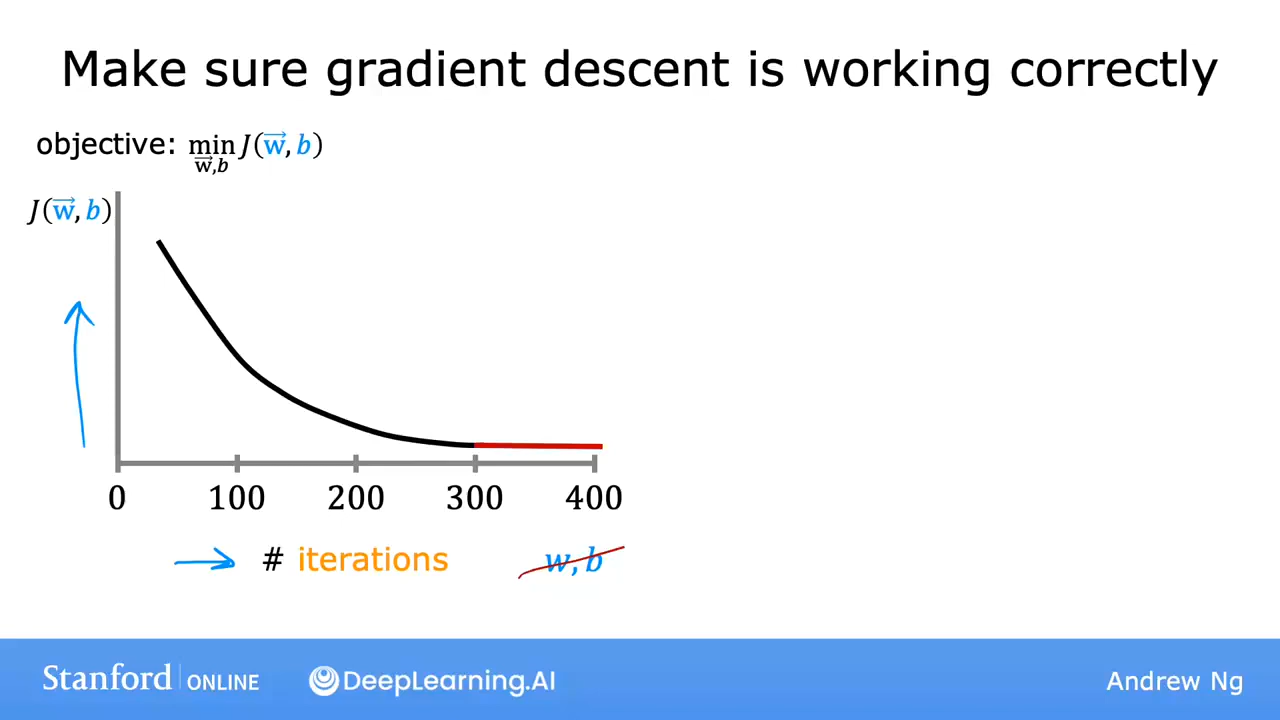 Make sure gradient descent is working correctly
objective: min J(w⃗, b)
w⃗,b
J(w⃗, b)
0 100 200 300 400
# iterations w, b
Stanford ONLINE DeepLearning.AI Andrew Ng